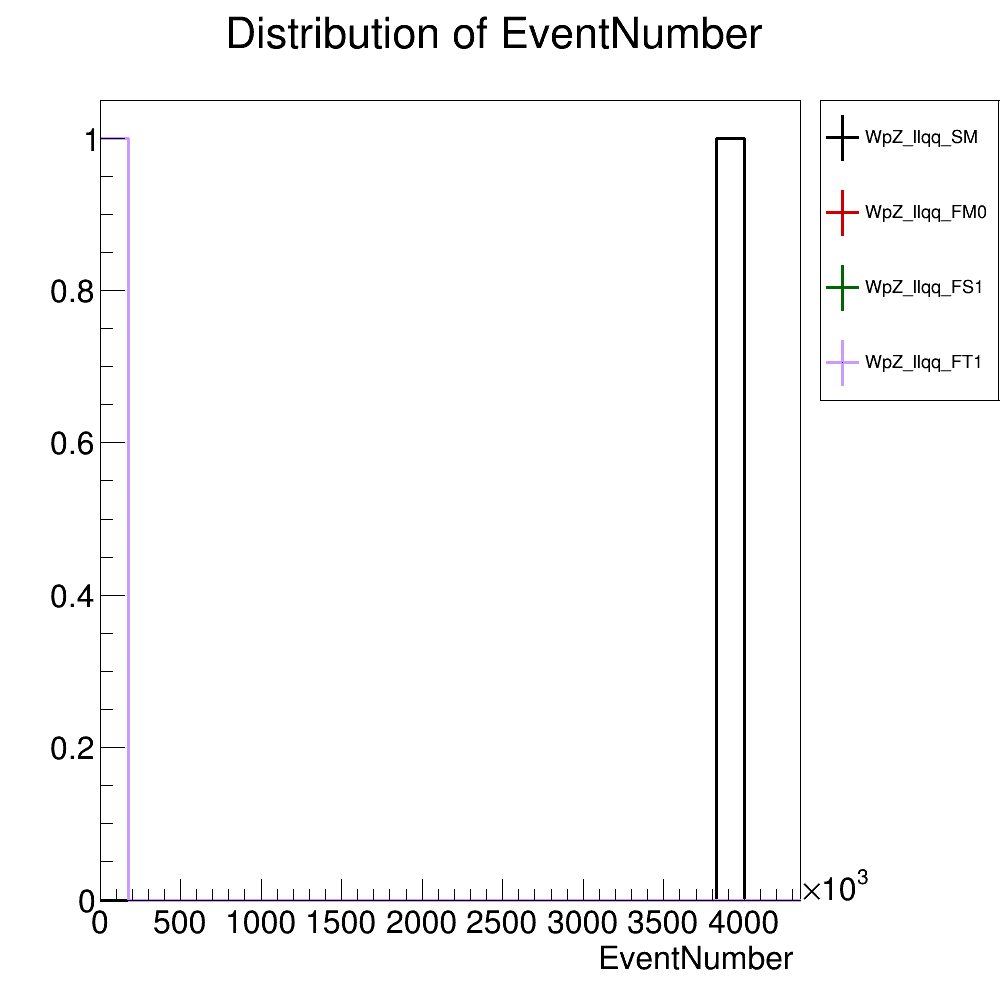 Distribution of EventNumber
1
0.8
0.6
0.4
0.2
0
0 500 1000 1500 2000 2500 3000 3500 4000
×10³
EventNumber
WpZ_llqq_SM
WpZ_llqq_FM0
WpZ_llqq_FS1
WpZ_llqq_FT1